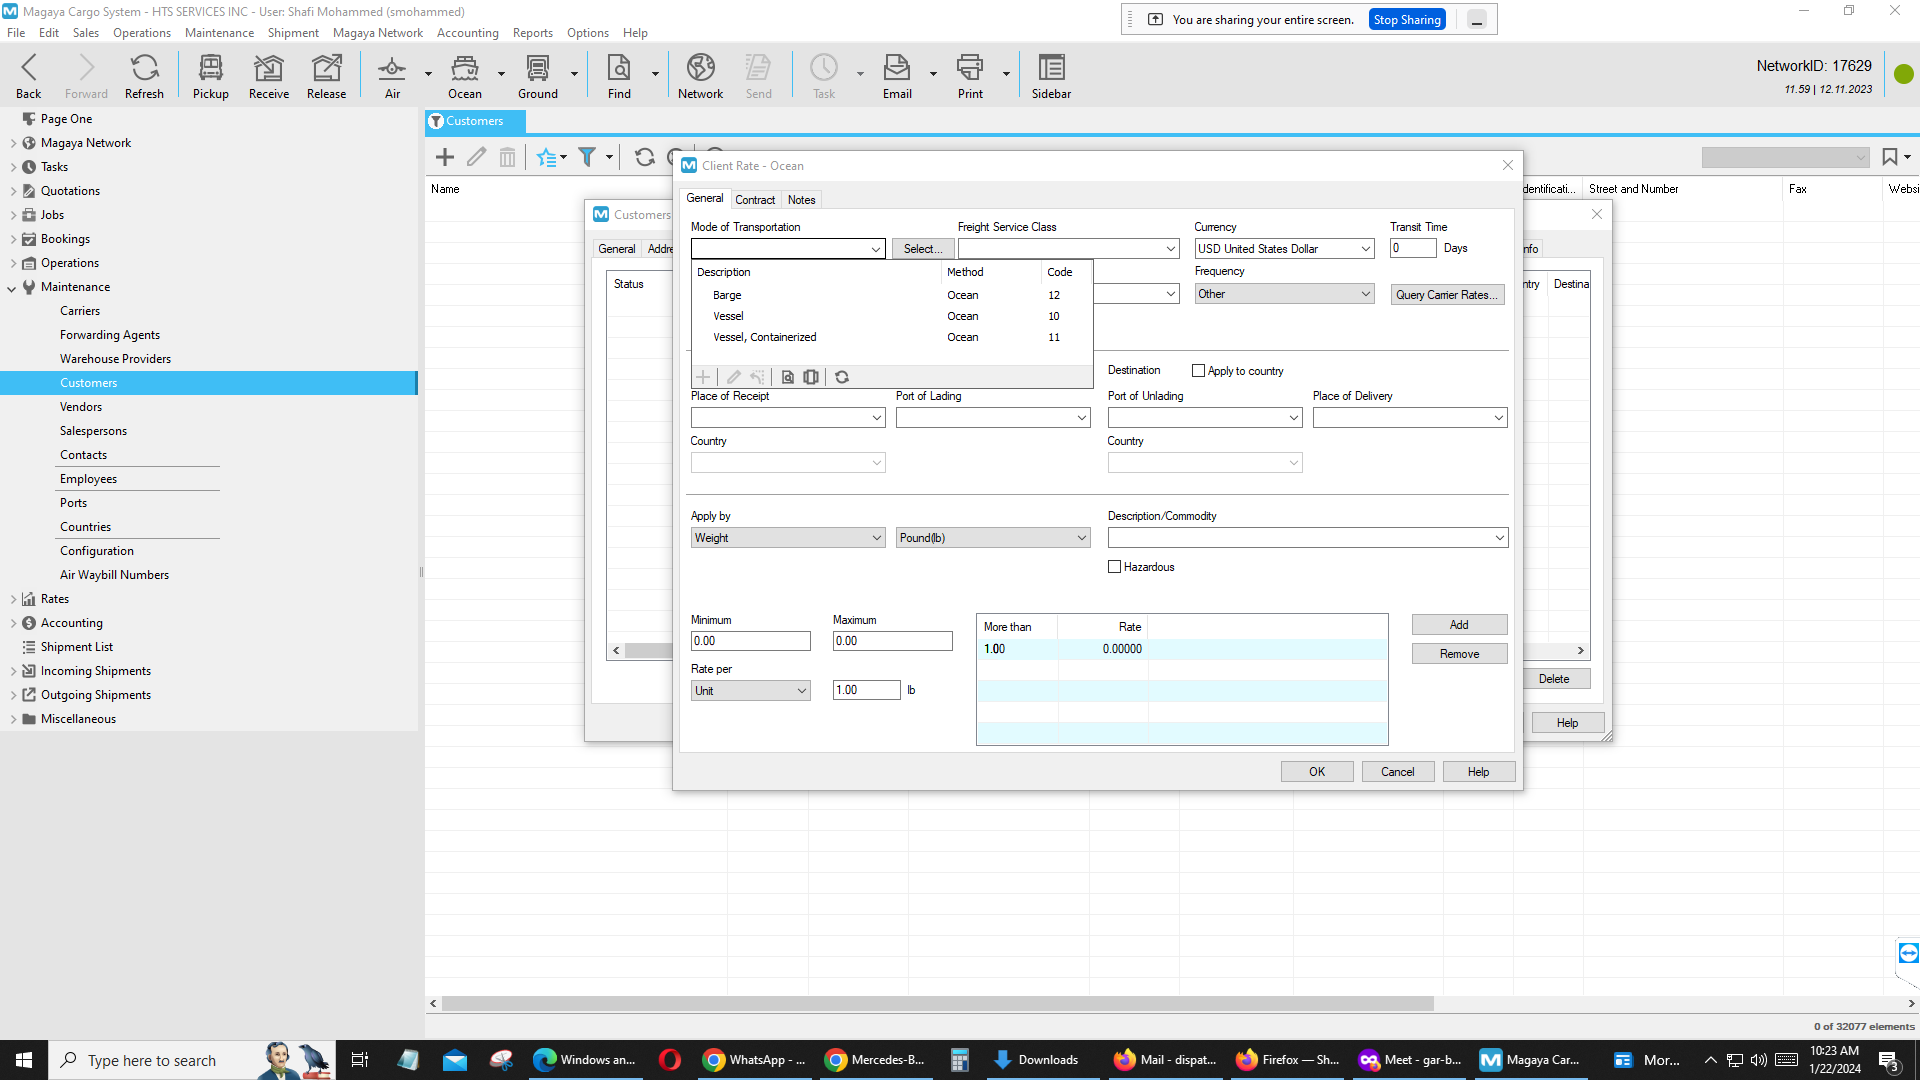 Magaya Cargo System - HTS SERVICES INC - User: Shafi Mohammed (smohammed)
You are sharing your entire screen.
Stop Sharing
File Edit Sales Operations Maintenance Shipment Magaya Network Accounting Reports Options Help
Back Forward Refresh Pickup Receive Release Air Ocean Ground Find Network Send Task Email Print Sidebar
NetworkID: 17629
11.59 | 12.11.2023
Page One
Magaya Network
Tasks
Quotations
Jobs
Bookings
Operations
Maintenance
Carriers
Forwarding Agents
Warehouse Providers
Customers
Vendors
Salespersons
Contacts
Employees
Ports
Countries
Configuration
Air Waybill Numbers
Rates
Accounting
Shipment List
Incoming Shipments
Outgoing Shipments
Miscellaneous
Customers
Name
Street and Number Fax
Customers
General
Status
Delete
Help
Client Rate - Ocean
General Contract Notes
Mode of Transportation Freight Service Class Currency Transit Time
Select... USD United States Dollar 0 Days
Description Method Code
Barge Ocean 12
Vessel Ocean 10
Vessel, Containerized Ocean 11
Frequency
Other Query Carrier Rates...
Destination Apply to country
Place of Receipt Port of Lading Port of Unlading Place of Delivery
Country Country
Apply by Description/Commodity
Weight Pound(lb)
Hazardous
Minimum Maximum
0.00 0.00
Rate per
Unit 1.00 lb
More than Rate
1.00 0.00000
Add
Remove
OK Cancel Help
0 of 32077 elements
Type here to search
Windows an...
WhatsApp - ...
Mercedes-B...
Downloads
Mail - dispat...
Firefox — Sh...
Meet - gar-b...
Magaya Car...
Mor...
10:23 AM
1/22/2024
3